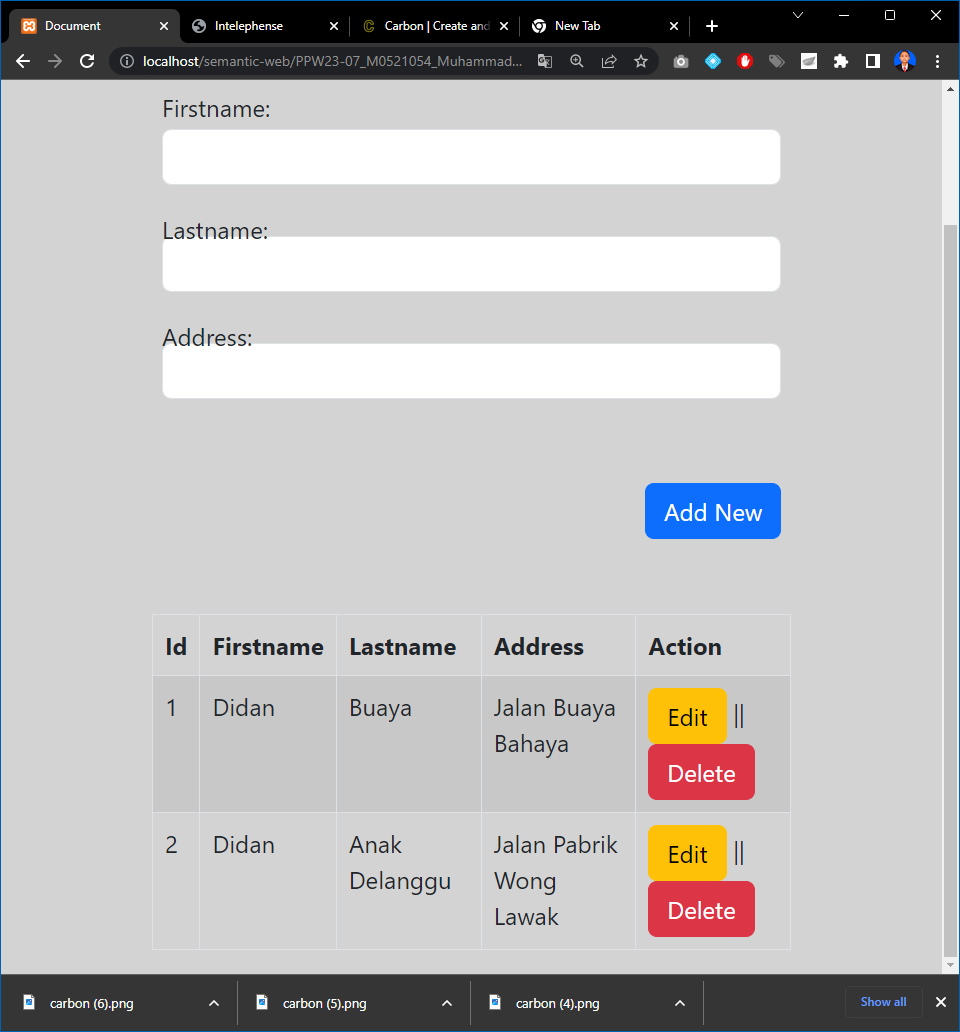 Document
Intelephense
Carbon | Create and
New Tab
localhost/semantic-web/PPW23-07_M0521054_Muhammad...
Firstname:
Lastname:
Address:
Add New
Id Firstname Lastname Address Action
1 Didan Buaya Jalan Buaya Edit ||
Bahaya
Delete
2 Didan Anak Jalan Pabrik Edit ||
Delanggu Wong
Lawak Delete
carbon (6).png
carbon (5).png
carbon (4).png
Show all